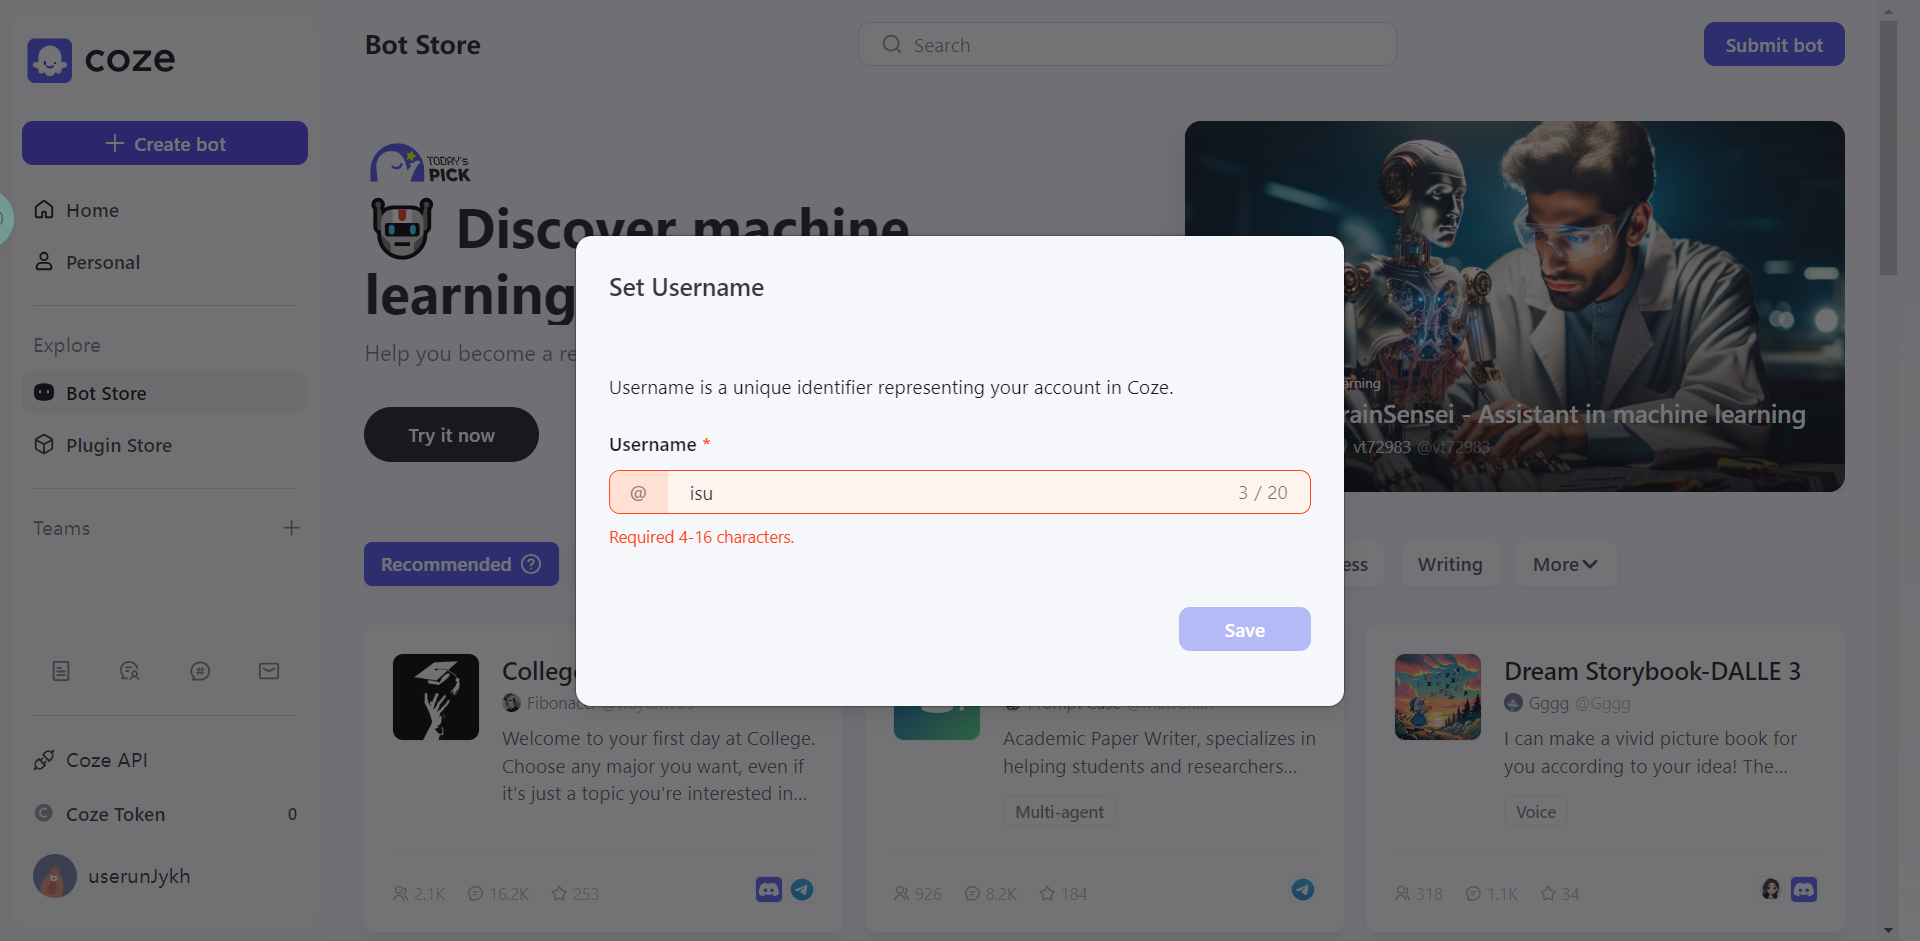 coze
Create bot
Home
Personal
Explore
Bot Store
Plugin Store
Teams
Coze API
Coze Token 0
userunJykh
Bot Store
Search
Submit bot
TODAY'S
PICK
Discover machine
learning
Help you become a re
Try it now
arning
rainSensei - Assistant in machine learning
vt72983 @vt72983
Set Username
Username is a unique identifier representing your account in Coze.
Username *
@ isu 3 / 20
Required 4-16 characters.
Save
Recommended
ess
Writing
More
College
Fibonacci
Welcome to your first day at College.
Choose any major you want, even if
it's just a topic you're interested in...
2.1K 16.2K 253
Academic Paper Writer, specializes in
helping students and researchers...
Multi-agent
926 8.2K 184
Dream Storybook-DALLE 3
Gggg @Gggg
I can make a vivid picture book for
you according to your idea! The...
Voice
318 1.1K 34